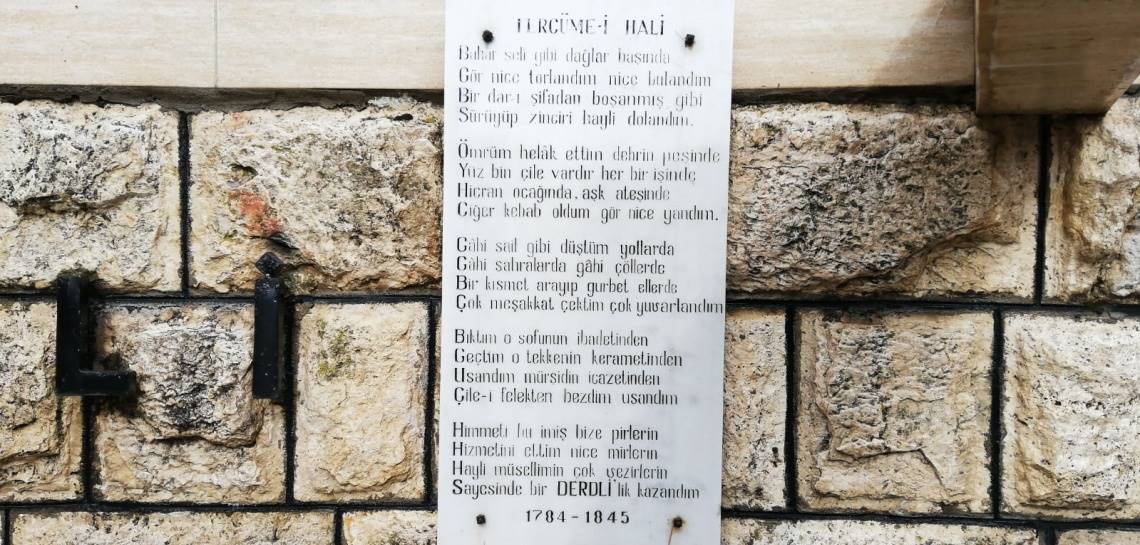 TERCÜME-İ HALİ
Bahar seli gibi dağlar başında
Gör nice torlandım nice bulandım
Bir dar-ı şifadan boşanmış gibi
Sürüyüp zinciri hayli dolandım.
Ömrüm helâk ettim dehrin peşinde
Yüz bin çile vardır her bir işinde
Hicran ocağında, aşk ateşinde
Ciğer kebab oldum gör nice yandım.
Gâhi sail gibi düştüm yollarda
Gâhi sahralarda gâhi çöllerde
Bir kısmet arayıp gurbet ellerde
Çok meşakkat çektim çok yuvarlandım
Bıktım o sofunun ibadetinden
Geçtim o tekkenin kerametinden
Usandım mürşidin icazetinden
Çile-i felekten bezdim usandım
Himmeti bu imiş bize pirlerin
Hizmetini ettim nice mirlerin
Hayli müsellimin çok vezirlerin
Sayesinde bir DERDLİ'lik kazandım
1784-1845
Lİ